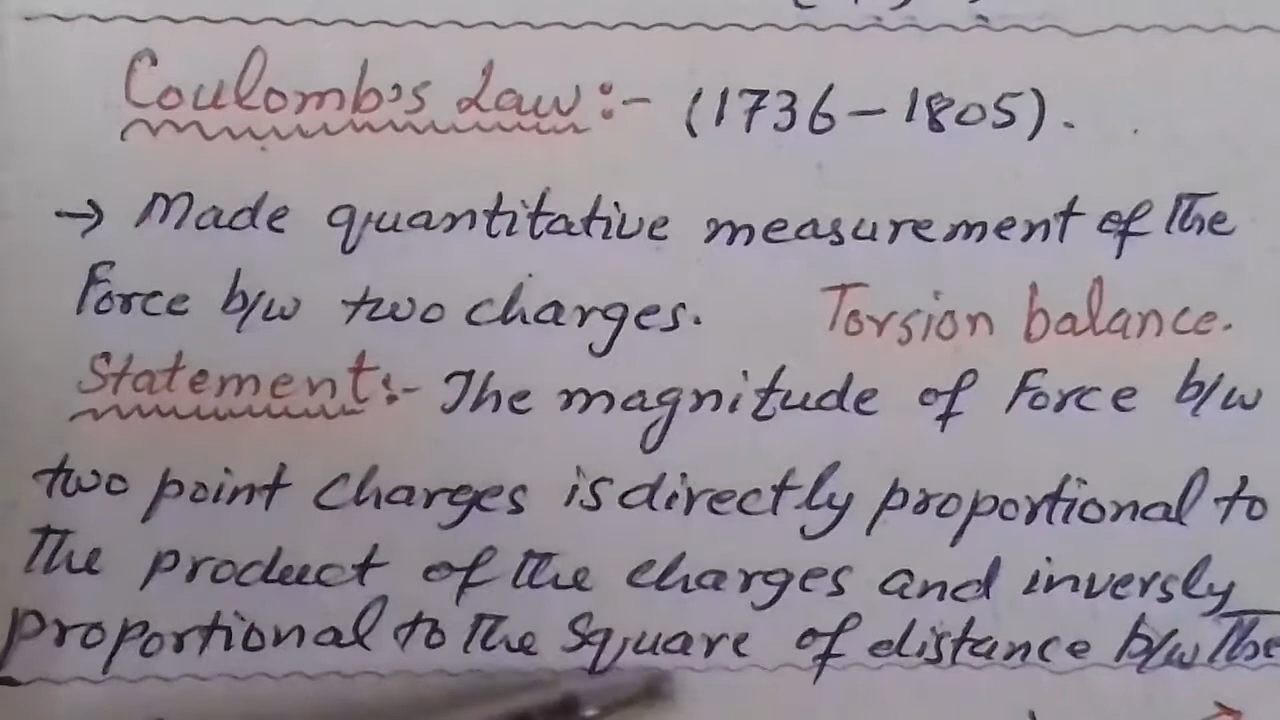 Coulomb's Law:- (1736-1805).
→ Made quantitative measurement of the
Force b/w two charges. Torsion balance.
Statement:- The magnitude of Force b/w
two point charges is directly proportional to
The product of the charges and inversly
proportional to the Square of distance b/w The